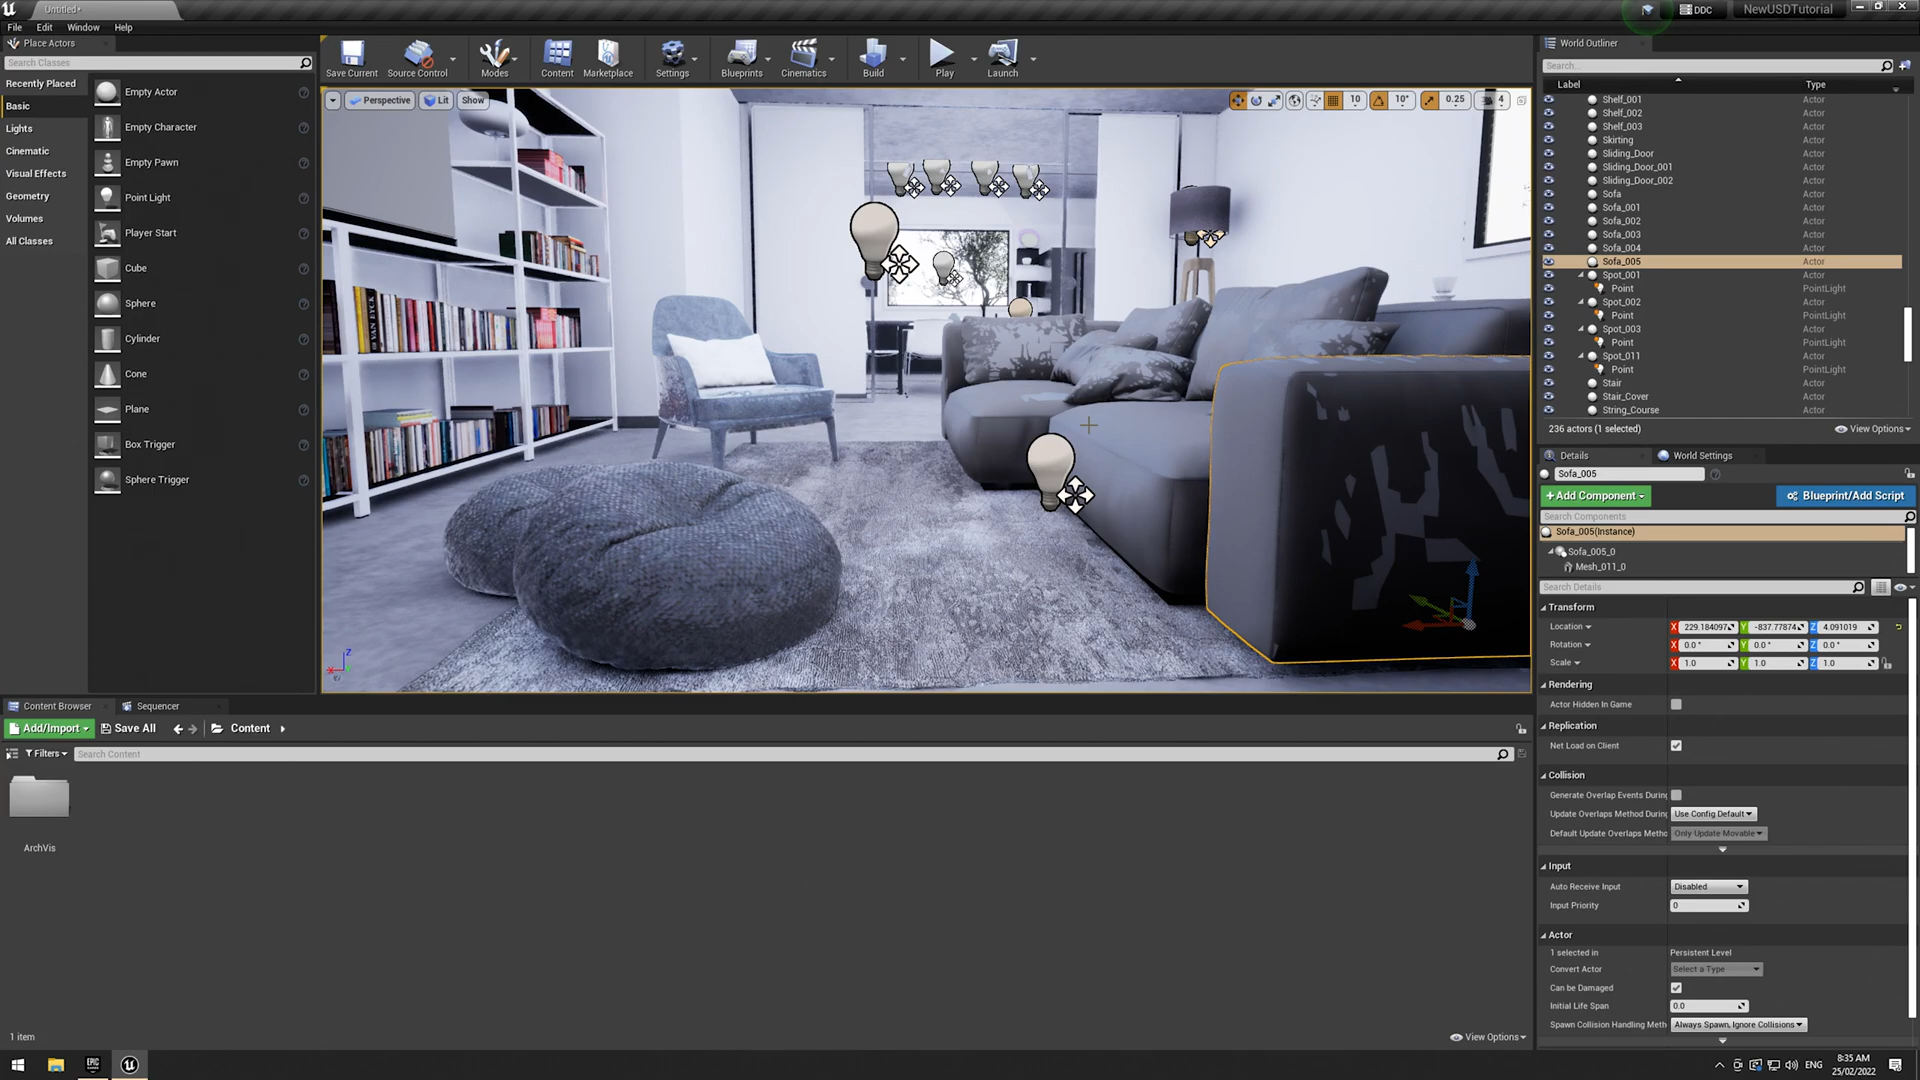 Untitled*
DDC
NewUSDTutorial
File Edit Window Help
Place Actors
Search Classes
Recently Placed
Basic
Lights
Cinematic
Visual Effects
Geometry
Volumes
All Classes
Empty Actor
Empty Character
Empty Pawn
Point Light
Player Start
Cube
Sphere
Cylinder
Cone
Plane
Box Trigger
Sphere Trigger
Save Current Source Control Modes Content Marketplace Settings Blueprints Cinematics Build Play Launch
Perspective Lit Show
10 10° 0.25 4
World Outliner
Search...
Label Type
Shelf_001 Actor
Shelf_002 Actor
Shelf_003 Actor
Skirting Actor
Sliding_Door Actor
Sliding_Door_001 Actor
Sliding_Door_002 Actor
Sofa Actor
Sofa_001 Actor
Sofa_002 Actor
Sofa_003 Actor
Sofa_004 Actor
Sofa_005 Actor
Spot_001 Actor
Point PointLight
Spot_002 Actor
Point PointLight
Spot_003 Actor
Point PointLight
Spot_011 Actor
Point PointLight
Stair Actor
Stair_Cover Actor
String_Course Actor
236 actors (1 selected) View Options
Details World Settings
Sofa_005
+Add Component Blueprint/Add Script
Search Components
Sofa_005(Instance)
Sofa_005_0
Mesh_011_0
Search Details
Transform
Location X 229.184097 Y -837.77874 Z 4.091019
Rotation X 0.0° Y 0.0° Z 0.0°
Scale X 1.0 Y 1.0 Z 1.0
Rendering
Actor Hidden In Game
Replication
Net Load on Client
Collision
Generate Overlap Events During
Update Overlaps Method During Use Config Default
Default Update Overlaps Metho Only Update Movable
Input
Auto Receive Input Disabled
Input Priority 0
Actor
1 selected in Persistent Level
Convert Actor Select a Type
Can be Damaged
Initial Life Span 0.0
Spawn Collision Handling Meth Always Spawn, Ignore Collisions
Content Browser Sequencer
Add/Import Save All Content
Filters Search Content
ArchVis
1 item View Options
EPIC
ENG
8:35 AM
25/02/2022